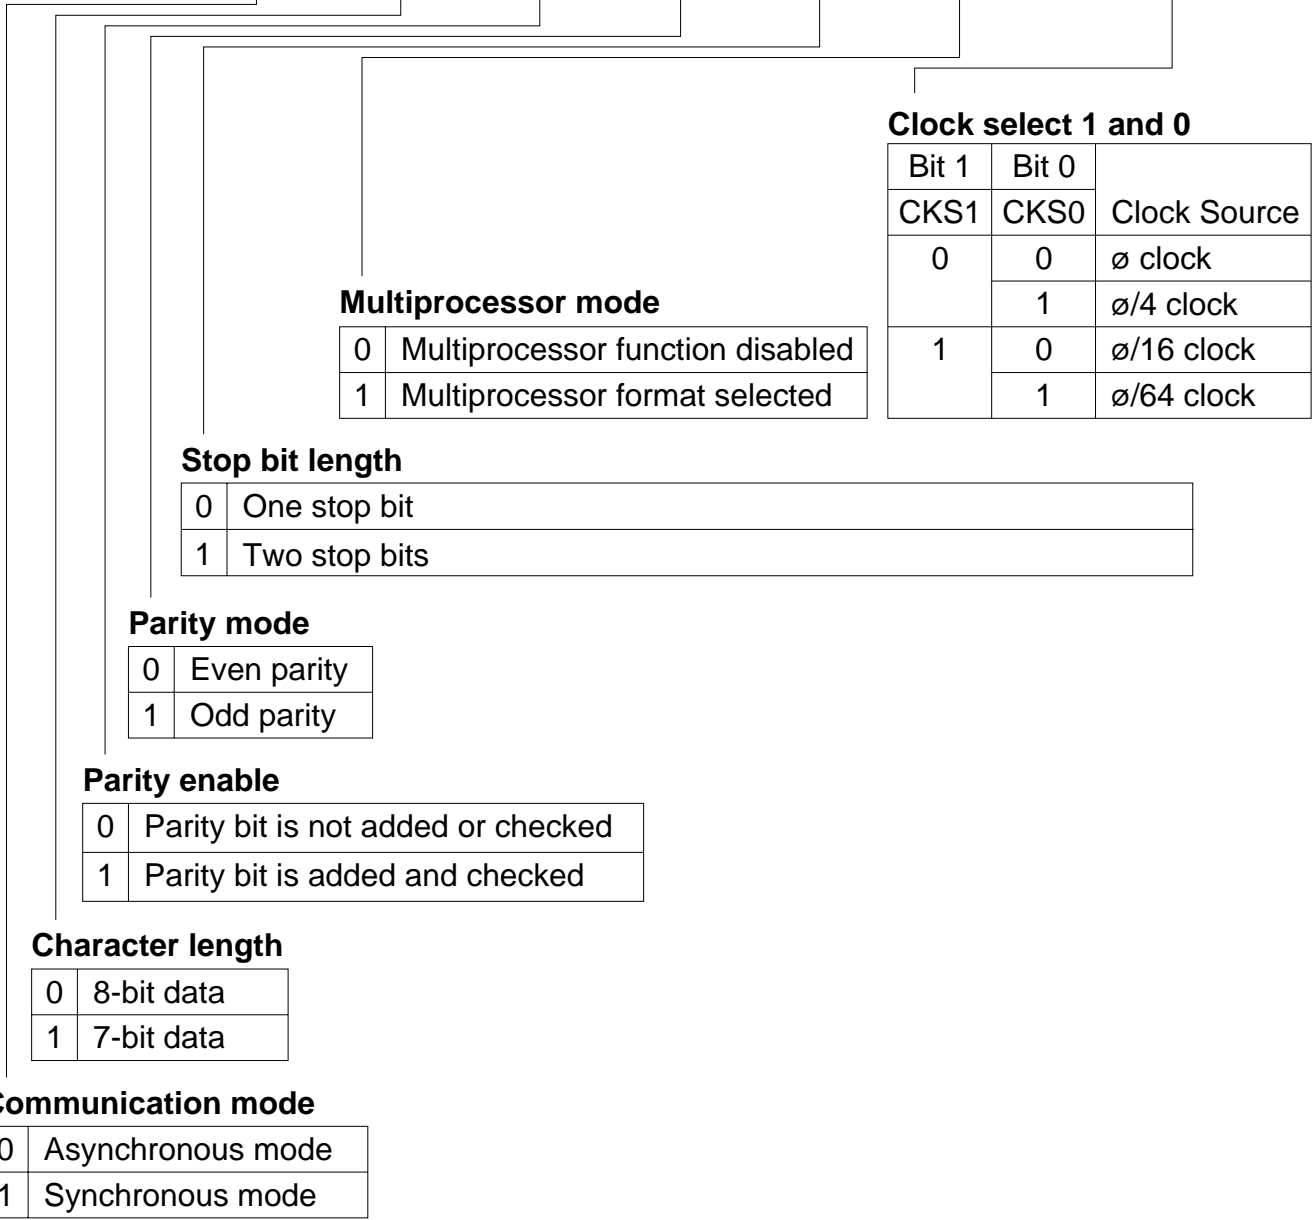 Clock select 1 and 0
Bit 1 Bit 0
CKS1 CKS0 Clock Source
0 0 ø clock
1 ø/4 clock
1 0 ø/16 clock
1 ø/64 clock
Multiprocessor mode
0 Multiprocessor function disabled
1 Multiprocessor format selected
Stop bit length
0 One stop bit
1 Two stop bits
Parity mode
0 Even parity
1 Odd parity
Parity enable
0 Parity bit is not added or checked
1 Parity bit is added and checked
Character length
0 8-bit data
1 7-bit data
Communication mode
0 Asynchronous mode
1 Synchronous mode